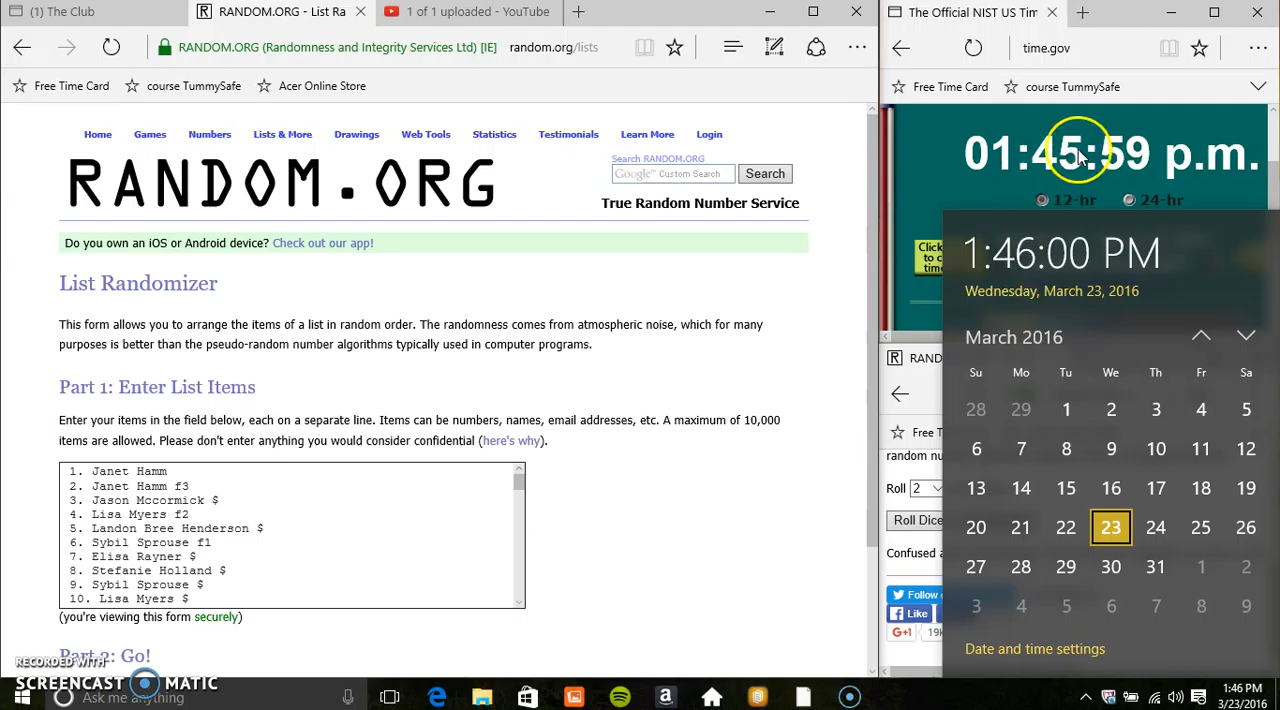 (1) The Club
RANDOM.ORG - List Ra
1 of 1 uploaded - YouTube
RANDOM.ORG (Randomness and Integrity Services Ltd) [IE] random.org/lists
Free Time Card
course TummySafe
Acer Online Store
Home
Games
Numbers
Lists & More
Drawings
Web Tools
Statistics
Testimonials
Learn More
Login
RANDOM.ORG
Search RANDOM.ORG
Google™ Custom Search
Search
True Random Number Service
Do you own an iOS or Android device? Check out our app!
List Randomizer
This form allows you to arrange the items of a list in random order. The randomness comes from atmospheric noise, which for many
purposes is better than the pseudo-random number algorithms typically used in computer programs.
Part 1: Enter List Items
Enter your items in the field below, each on a separate line. Items can be numbers, names, email addresses, etc. A maximum of 10,000
items are allowed. Please don't enter anything you would consider confidential (here's why).
1. Janet Hamm
2. Janet Hamm f3
3. Jason Mccormick $
4. Lisa Myers f2
5. Landon Bree Henderson $
6. Sybil Sprouse f1
7. Elisa Rayner $
8. Stefanie Holland $
9. Sybil Sprouse $
10. Lisa Myers $
(you're viewing this form securely)
Part 2: Go!
RECORDED WITH
SCREENCAST MATIC
Ask me anything
The Official NIST US Tim
time.gov
Free Time Card
course TummySafe
01:45:59 p.m.
12-hr
24-hr
Click
to c
time
RAND
Free T
random nu
Roll 2
Roll Dice
Confused a
Follow
Like
G+1
19k
1:46:00 PM
Wednesday, March 23, 2016
March 2016
Su Mo Tu We Th Fr Sa
28 29 1 2 3 4 5
6 7 8 9 10 11 12
13 14 15 16 17 18 19
20 21 22 23 24 25 26
27 28 29 30 31 1 2
3 4 5 6 7 8 9
Date and time settings
1:46 PM
3/23/2016